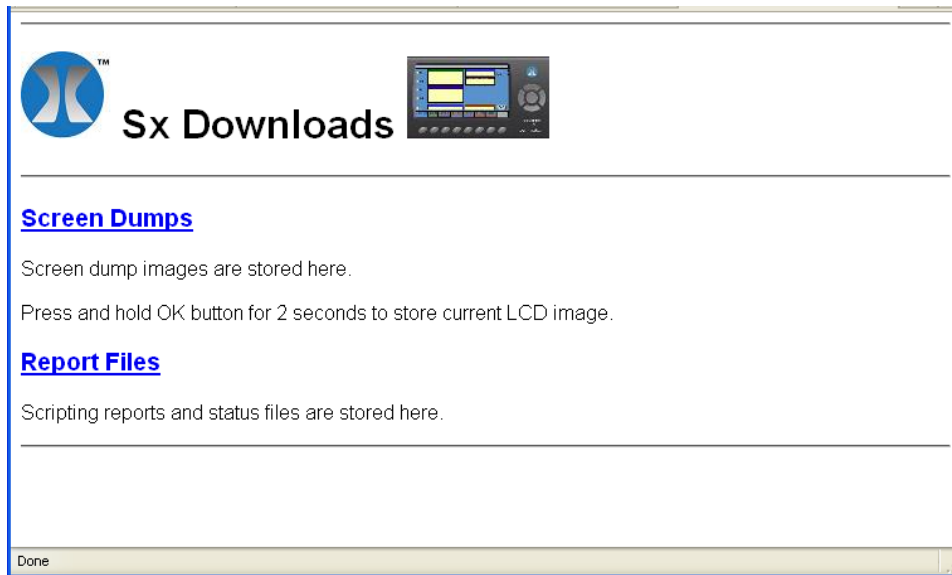 TM
Sx Downloads
Screen Dumps
Screen dump images are stored here.
Press and hold OK button for 2 seconds to store current LCD image.
Report Files
Scripting reports and status files are stored here.
Done